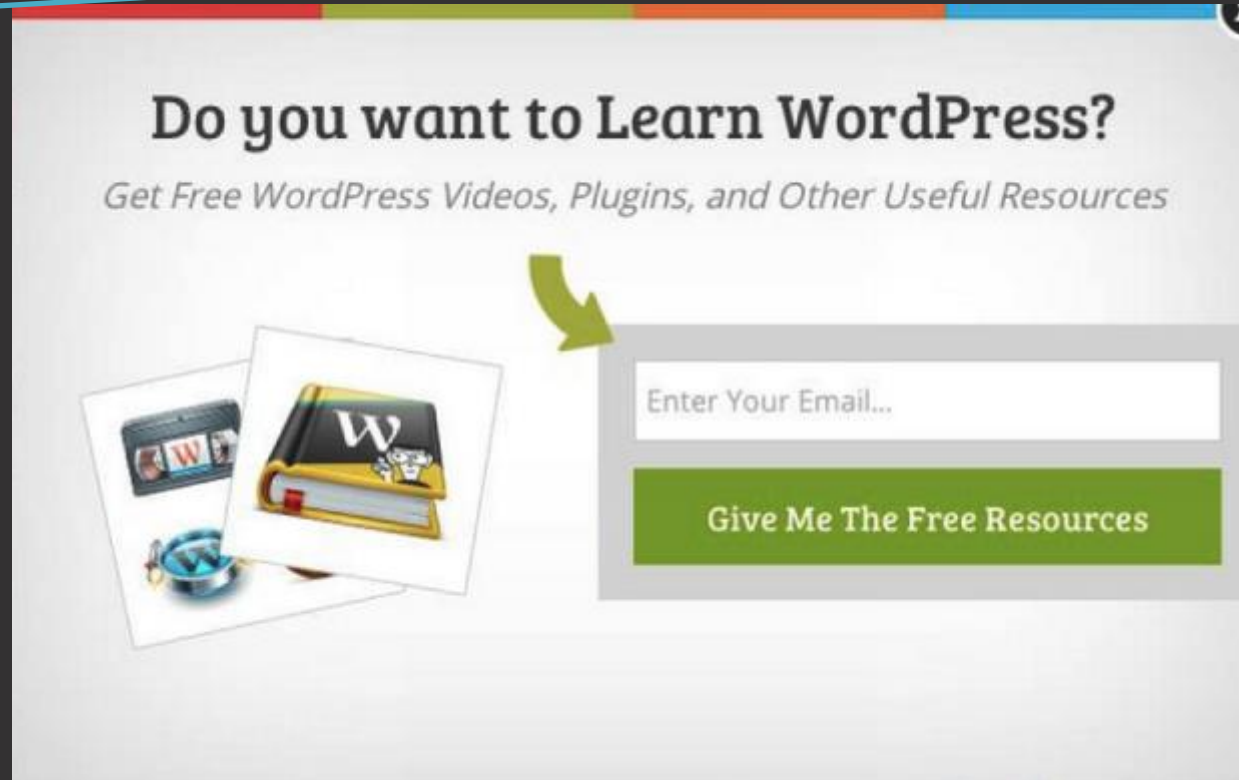 Do you want to Learn WordPress?
Get Free WordPress Videos, Plugins, and Other Useful Resources
W
W
W
Enter Your Email...
Give Me The Free Resources